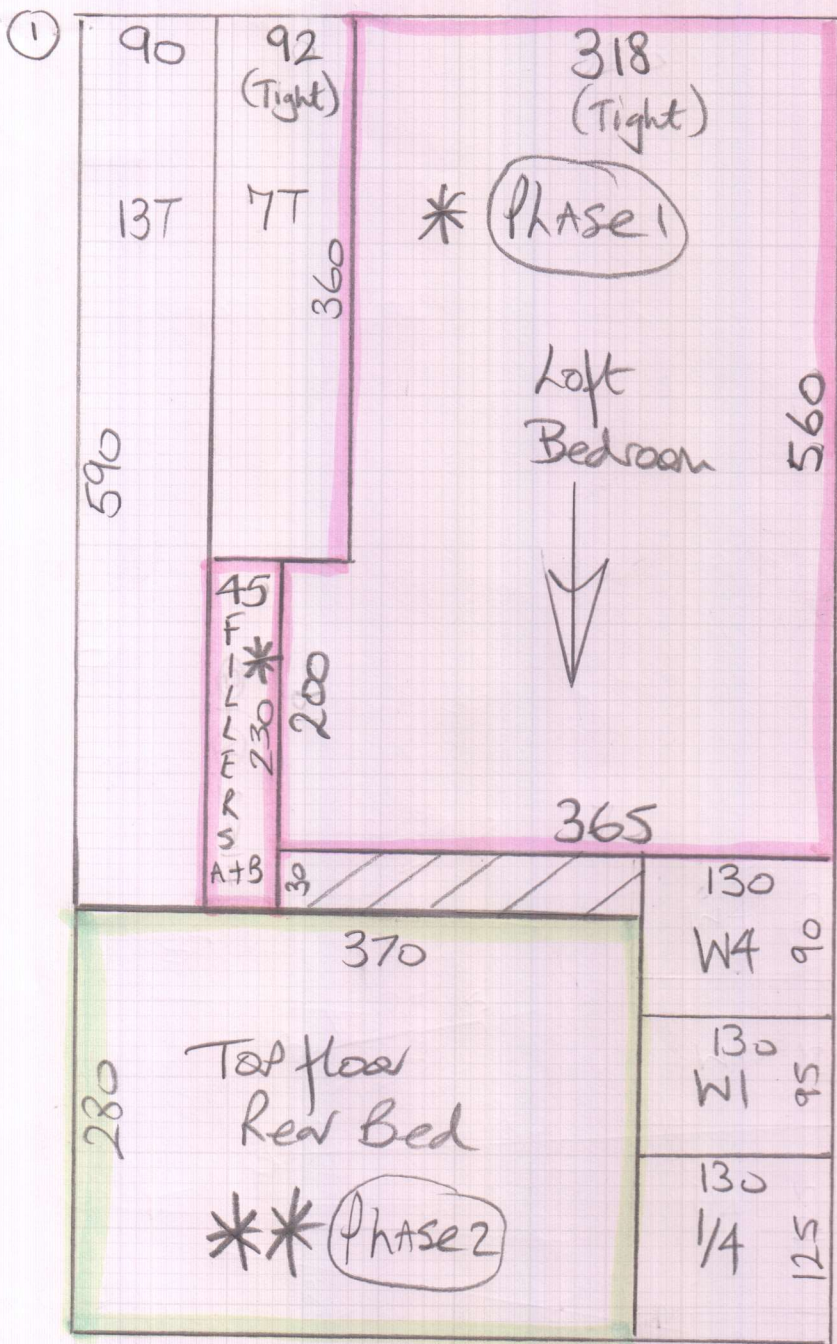 1
90
92
(Tight)
318
(Tight)
13T
7T
* Phase 1
360
Loft
Bedroom
590
560
45
FILLERS
*
230
200
365
A+B
30
130
W4
90
370
130
W1
95
Top floor
Rear Bed
280
** Phase 2
130
1/4
125